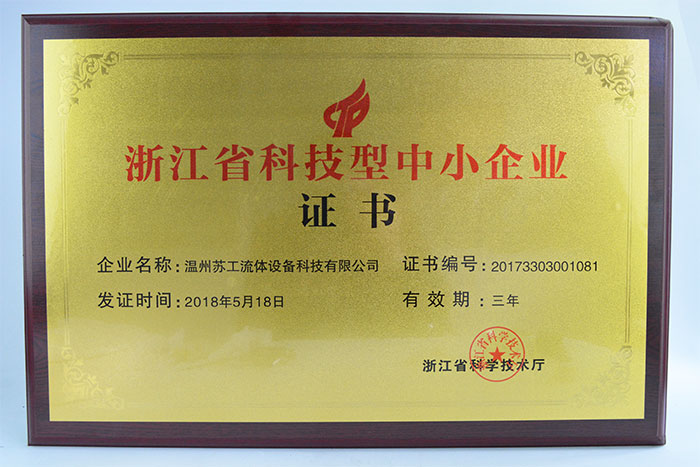 浙江省科技型中小企业
证书
企业名称：温州苏工流体设备科技有限公司 证书编号：20173303001081
发证时间：2018年5月18日 有效期：三年
浙江省科学技术厅